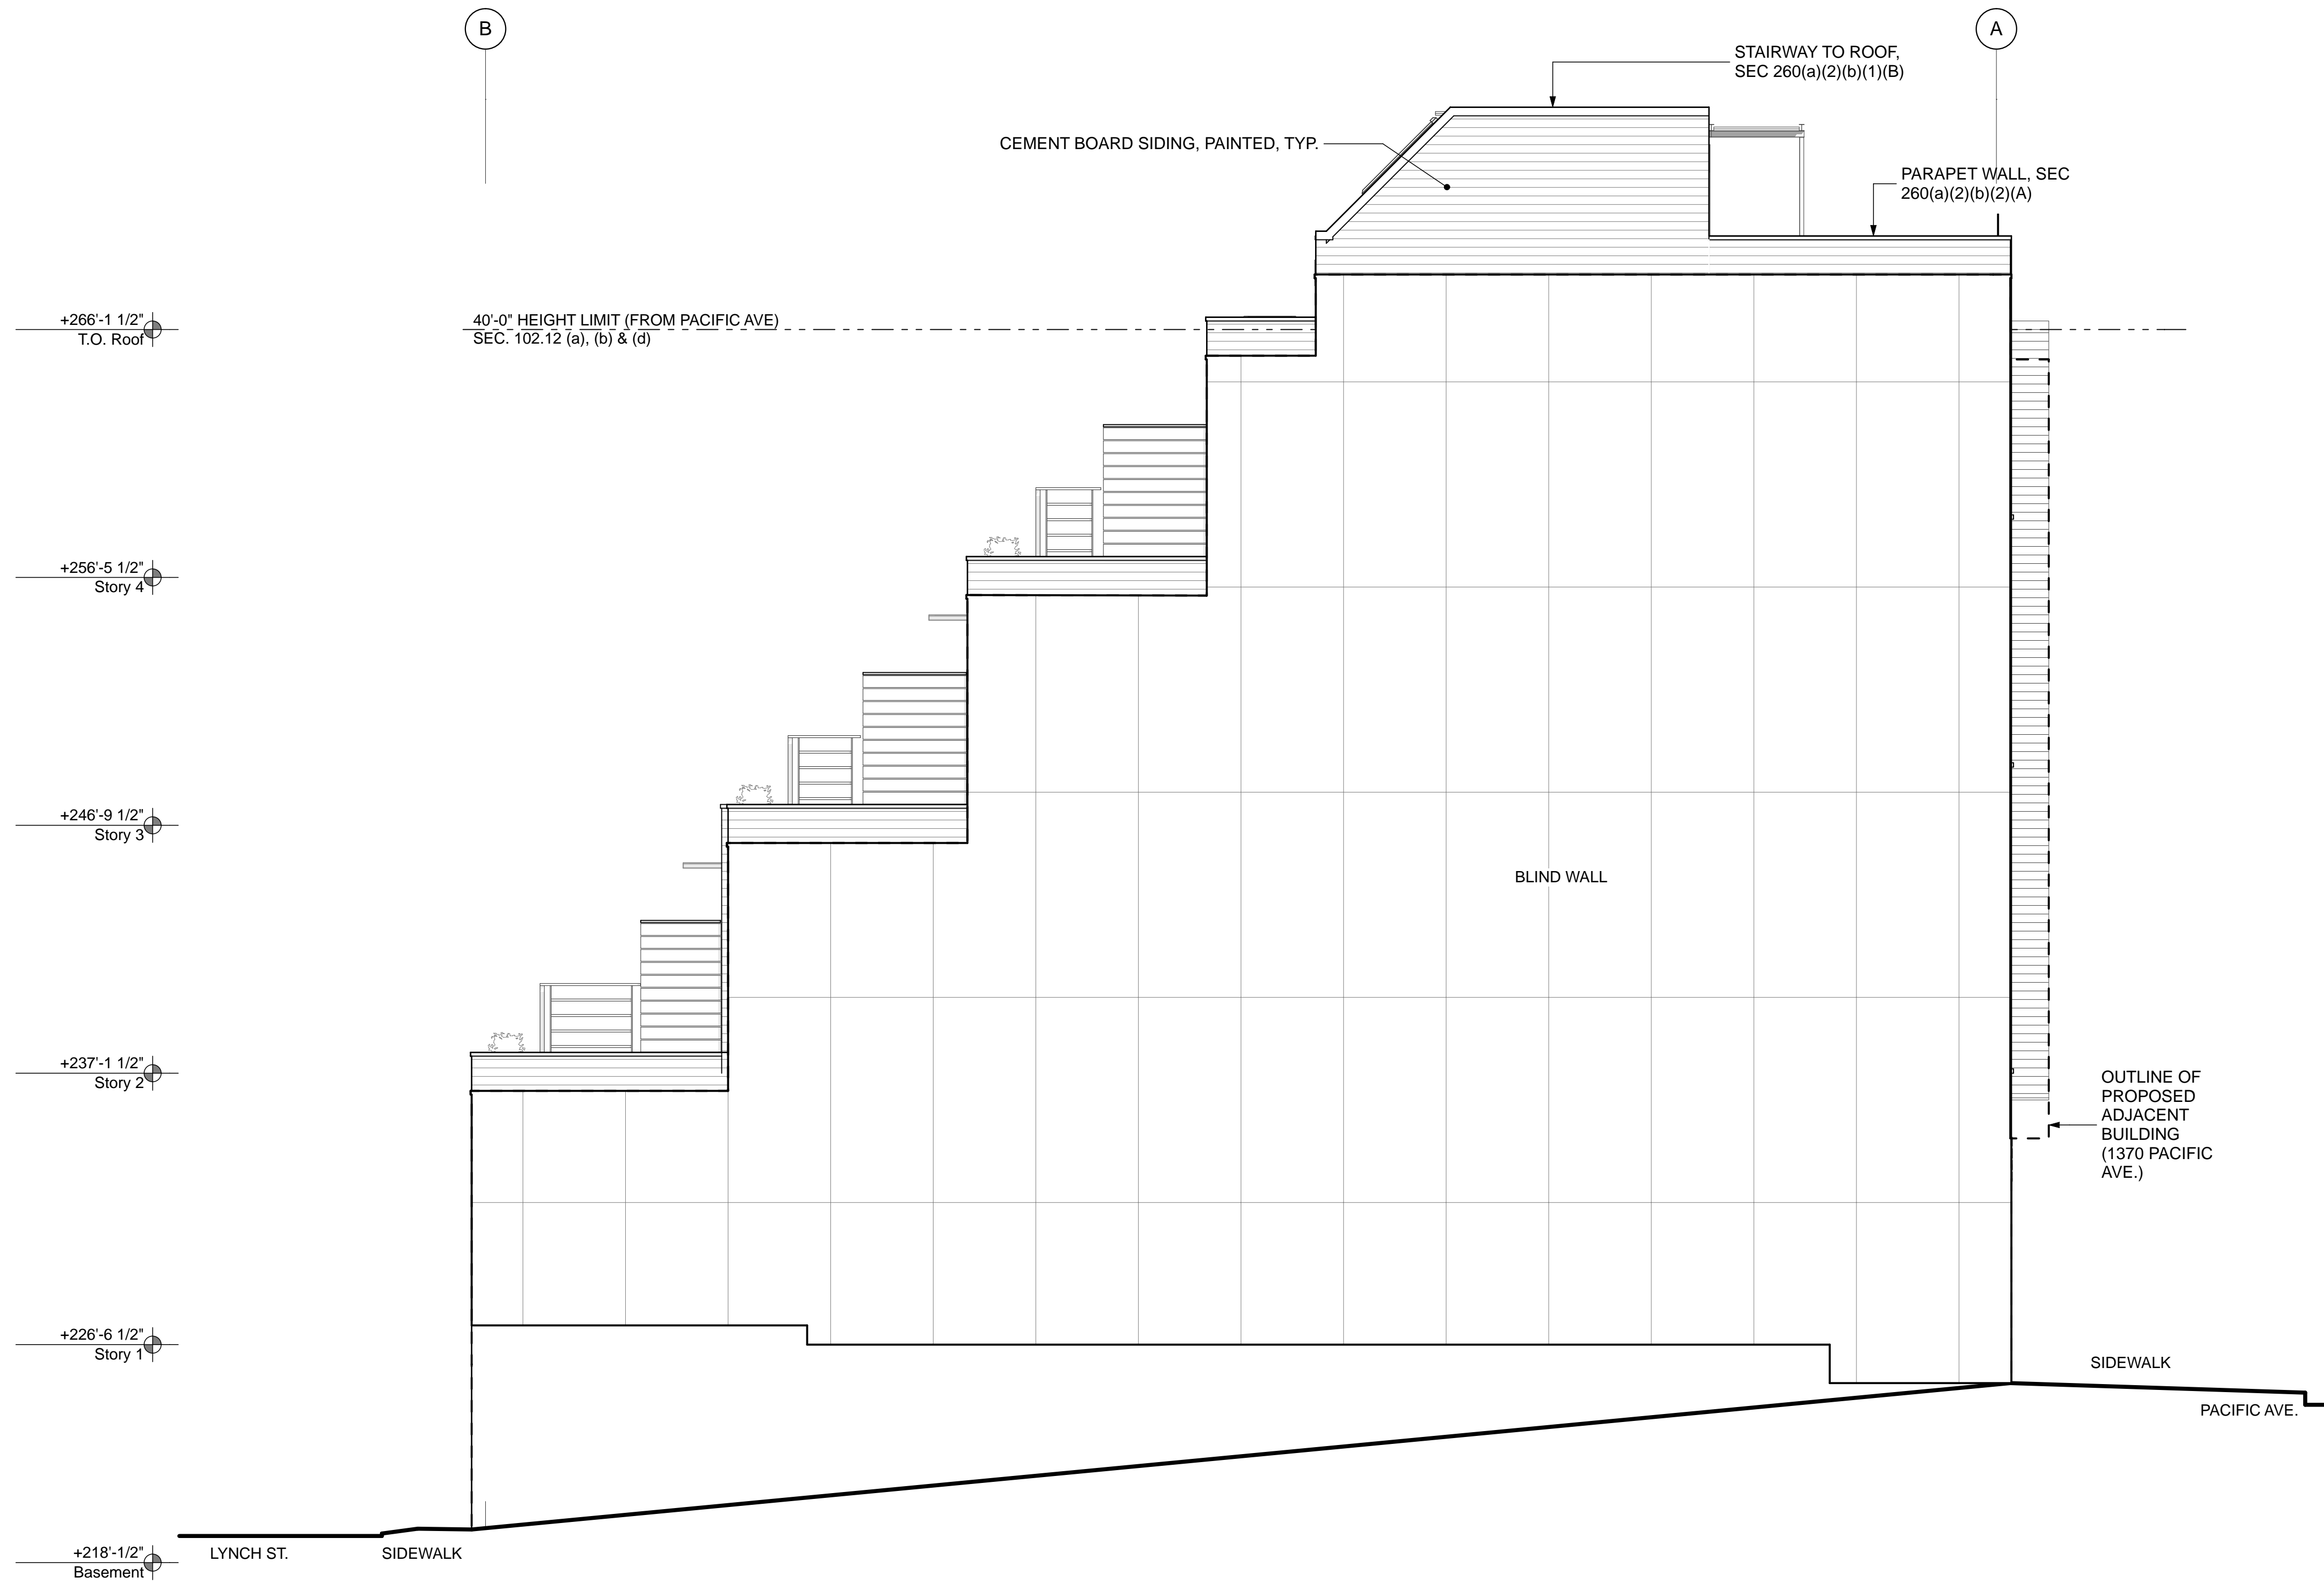 B
A
STAIRWAY TO ROOF,
SEC 260(a)(2)(b)(1)(B)
CEMENT BOARD SIDING, PAINTED, TYP.
PARAPET WALL, SEC
260(a)(2)(b)(2)(A)
+266'-1 1/2"
T.O. Roof
40'-0" HEIGHT LIMIT (FROM PACIFIC AVE)
SEC. 102.12 (a), (b) & (d)
+256'-5 1/2"
Story 4
+246'-9 1/2"
Story 3
BLIND WALL
+237'-1 1/2"
Story 2
OUTLINE OF
PROPOSED
ADJACENT
BUILDING
(1370 PACIFIC
AVE.)
+226'-6 1/2"
Story 1
SIDEWALK
PACIFIC AVE.
+218'-1/2"
Basement
LYNCH ST.
SIDEWALK